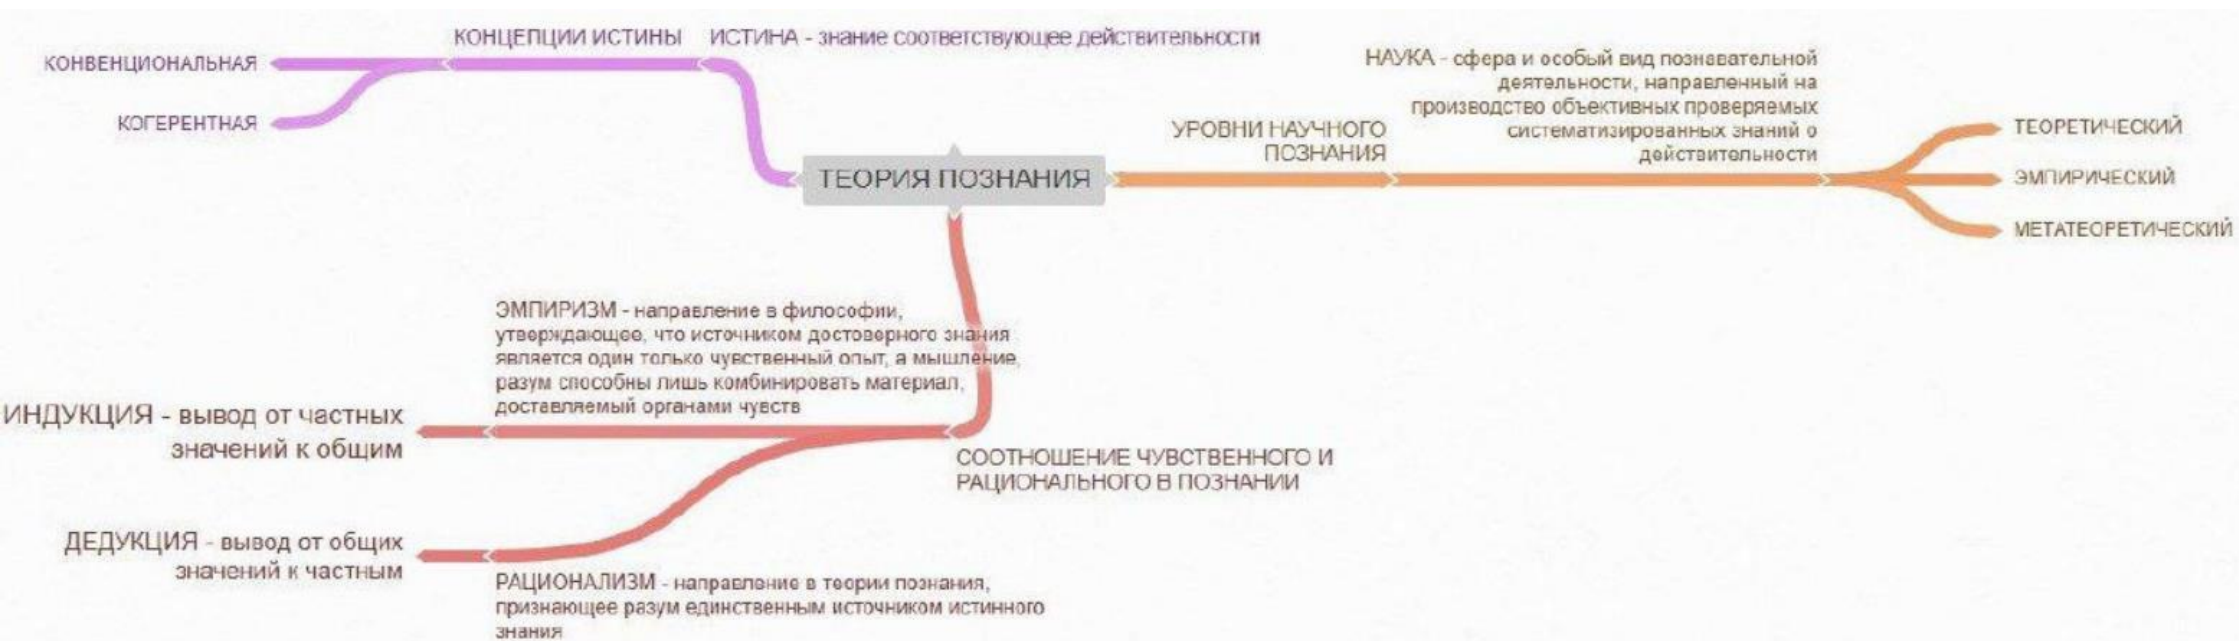 КОНЦЕПЦИИ ИСТИНЫ
ИСТИНА - знание соответствующее действительности
КОНВЕНЦИОНАЛЬНАЯ
КОГЕРЕНТНАЯ
ТЕОРИЯ ПОЗНАНИЯ
УРОВНИ НАУЧНОГО
ПОЗНАНИЯ
НАУКА - сфера и особый вид познавательной
деятельности, направленный на
производство объективных проверяемых
систематизированных знаний о
действительности
ТЕОРЕТИЧЕСКИЙ
ЭМПИРИЧЕСКИЙ
МЕТАТЕОРЕТИЧЕСКИЙ
ЭМПИРИЗМ - направление в философии,
утверждающее, что источником достоверного знания
является один только чувственный опыт, а мышление,
разум способны лишь комбинировать материал,
доставляемый органами чувств
ИНДУКЦИЯ - вывод от частных
значений к общим
СООТНОШЕНИЕ ЧУВСТВЕННОГО И
РАЦИОНАЛЬНОГО В ПОЗНАНИИ
ДЕДУКЦИЯ - вывод от общих
значений к частным
РАЦИОНАЛИЗМ - направление в теории познания,
признающее разум единственным источником истинного
знания